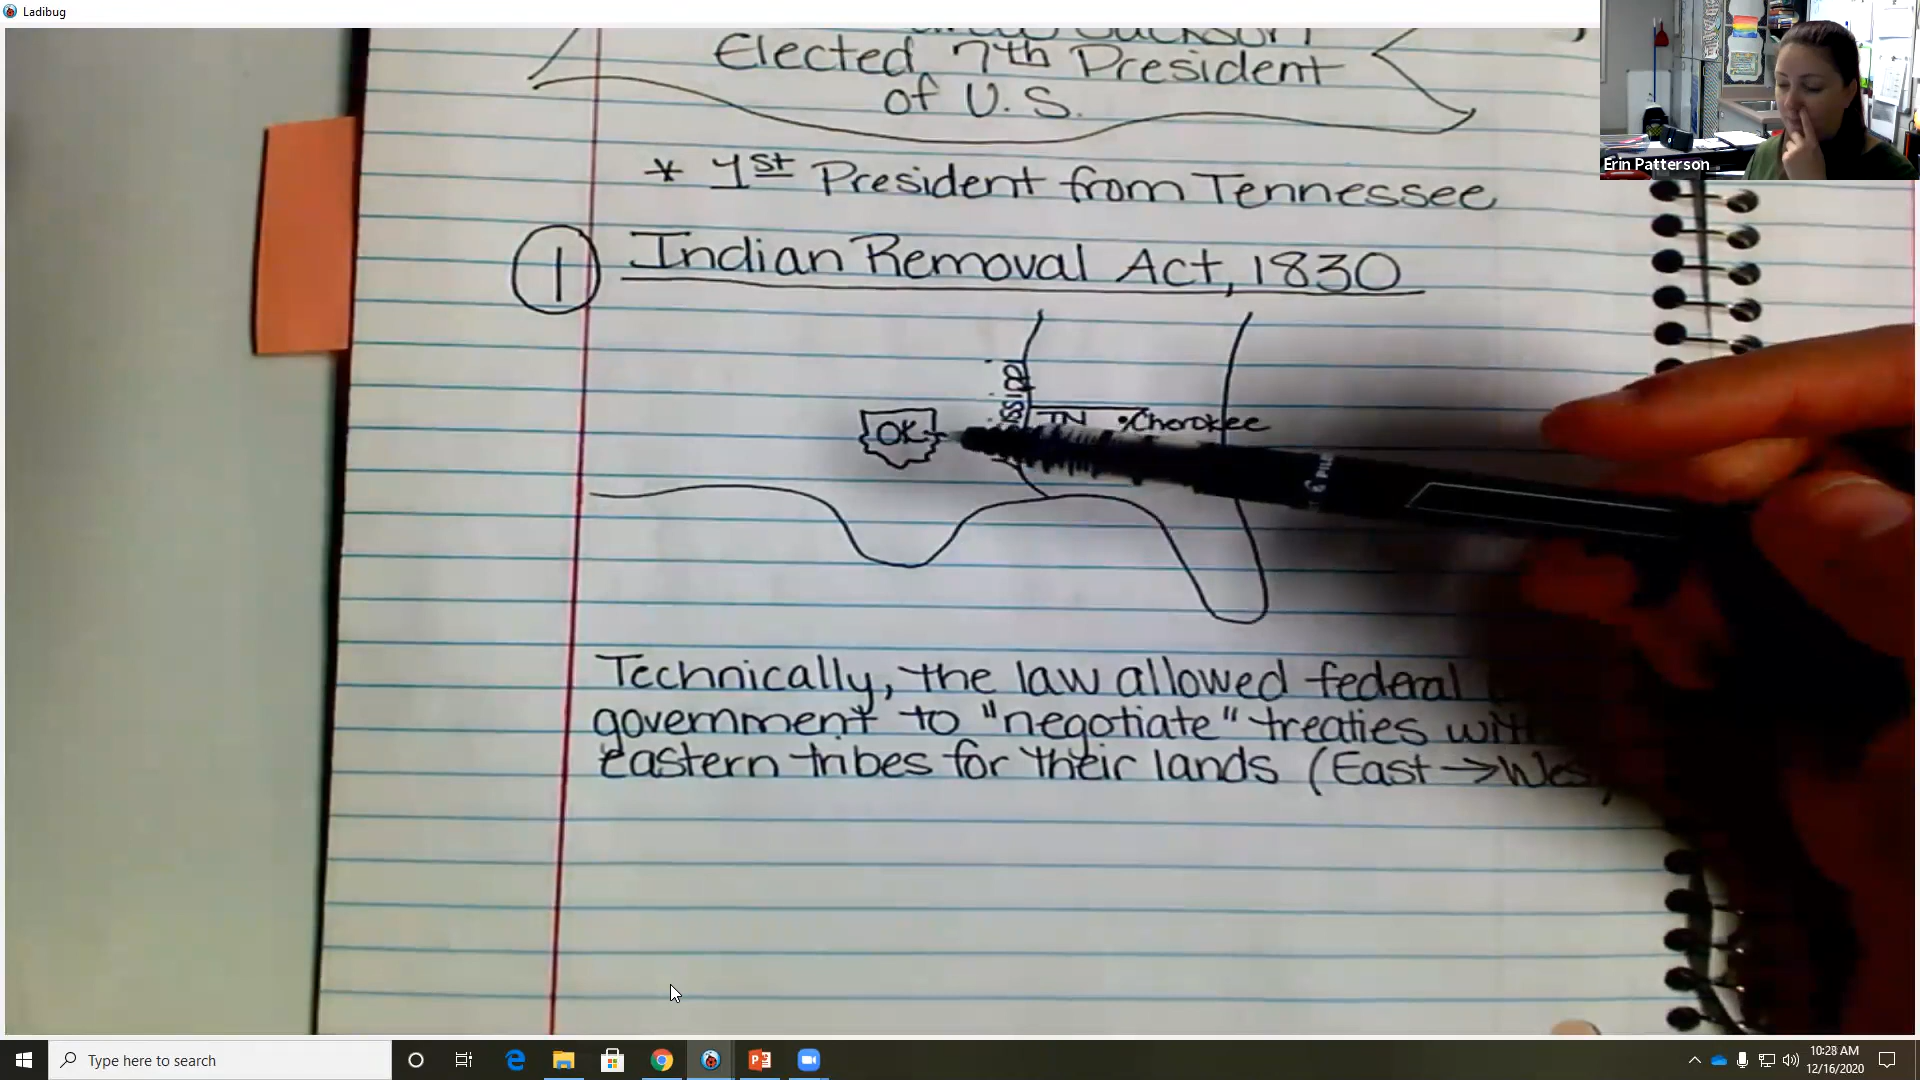 Ladibug
Elected 7th President
of U.S.
* 1st President from Tennessee
1 Indian Removal Act, 1830
OK
TN Cherokee
Technically, the law allowed federal
government to "negotiate" treaties
eastern tribes for their lands (East →
Erin Patterson
Type here to search
10:28 AM
12/16/2020